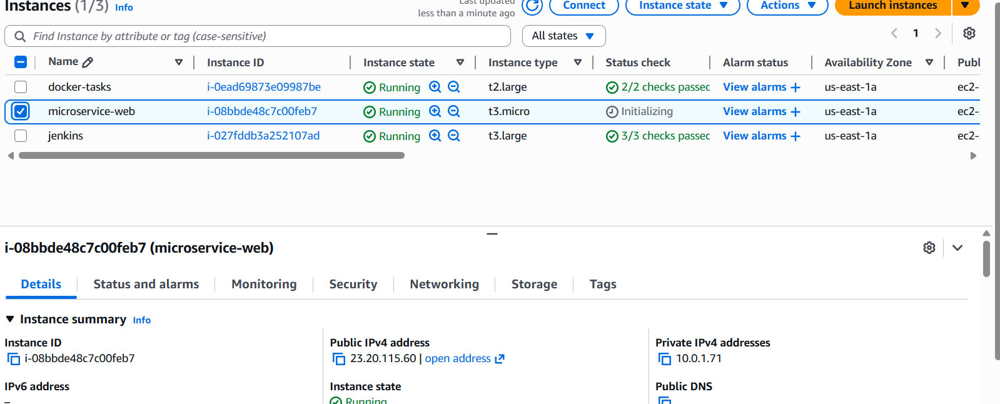 Instances (1/3) Info
Last updated
less than a minute ago
Connect
Instance state
Actions
Launch instances
Find Instance by attribute or tag (case-sensitive)
All states
1
Name Instance ID Instance state Instance type Status check Alarm status Availability Zone Publ
docker-tasks i-0ead69873e09987be Running t2.large 2/2 checks passec View alarms + us-east-1a ec2-
microservice-web i-08bbde48c7c00feb7 Running t3.micro Initializing View alarms + us-east-1a ec2-
jenkins i-027fddb3a252107ad Running t3.large 3/3 checks passec View alarms + us-east-1a ec2-
i-08bbde48c7c00feb7 (microservice-web)
Details Status and alarms Monitoring Security Networking Storage Tags
Instance summary Info
Instance ID
i-08bbde48c7c00feb7
Public IPv4 address
23.20.115.60 | open address
Private IPv4 addresses
10.0.1.71
IPv6 address
–
Instance state
Running
Public DNS